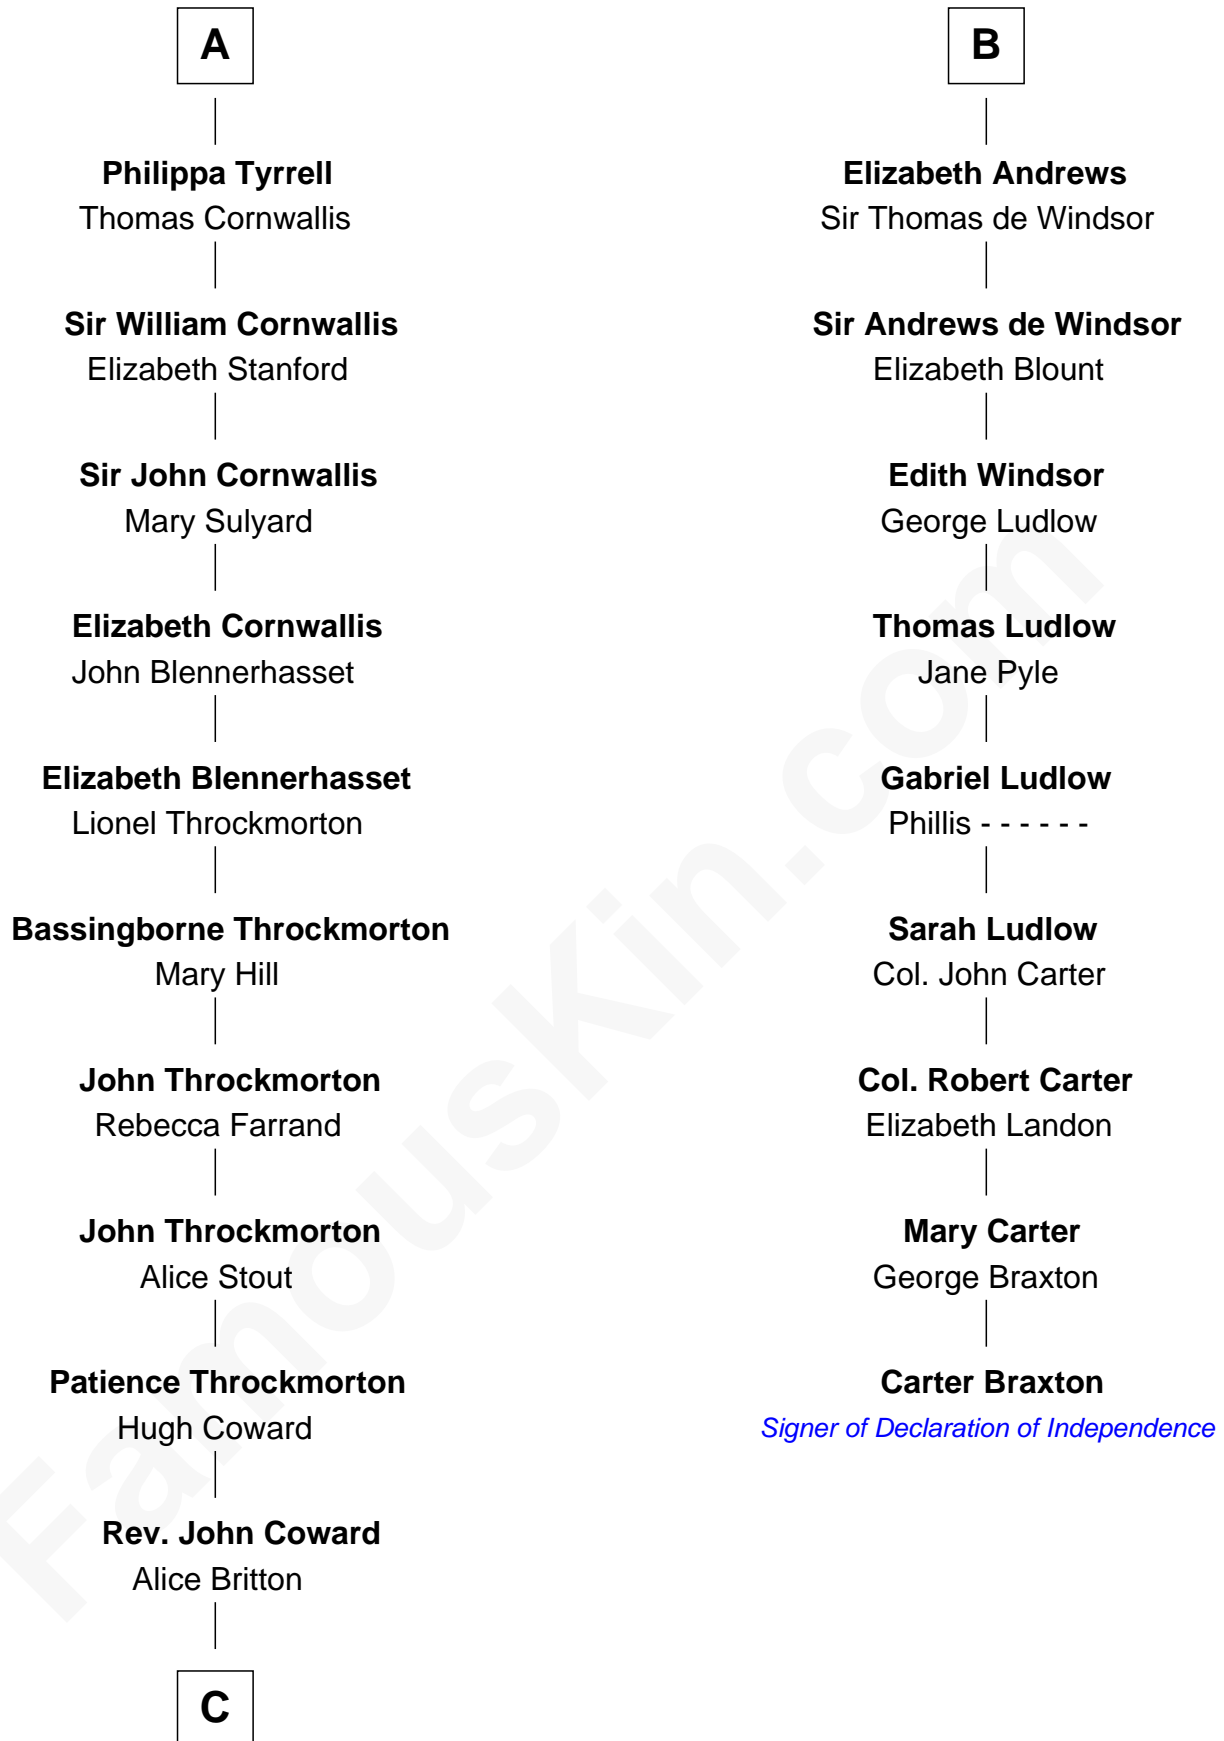 A
Philippa Tyrrell
Thomas Cornwallis
Sir William Cornwallis
Elizabeth Stanford
Sir John Cornwallis
Mary Sulyard
Elizabeth Cornwallis
John Blennerhasset
Elizabeth Blennerhasset
Lionel Throckmorton
Bassingborne Throckmorton
Mary Hill
John Throckmorton
Rebecca Farrand
John Throckmorton
Alice Stout
Patience Throckmorton
Hugh Coward
Rev. John Coward
Alice Britton
C
B
Elizabeth Andrews
Sir Thomas de Windsor
Sir Andrews de Windsor
Elizabeth Blount
Edith Windsor
George Ludlow
Thomas Ludlow
Jane Pyle
Gabriel Ludlow
Phillis - - - - - -
Sarah Ludlow
Col. John Carter
Col. Robert Carter
Elizabeth Landon
Mary Carter
George Braxton
Carter Braxton
Signer of Declaration of Independence
FamousKin.com